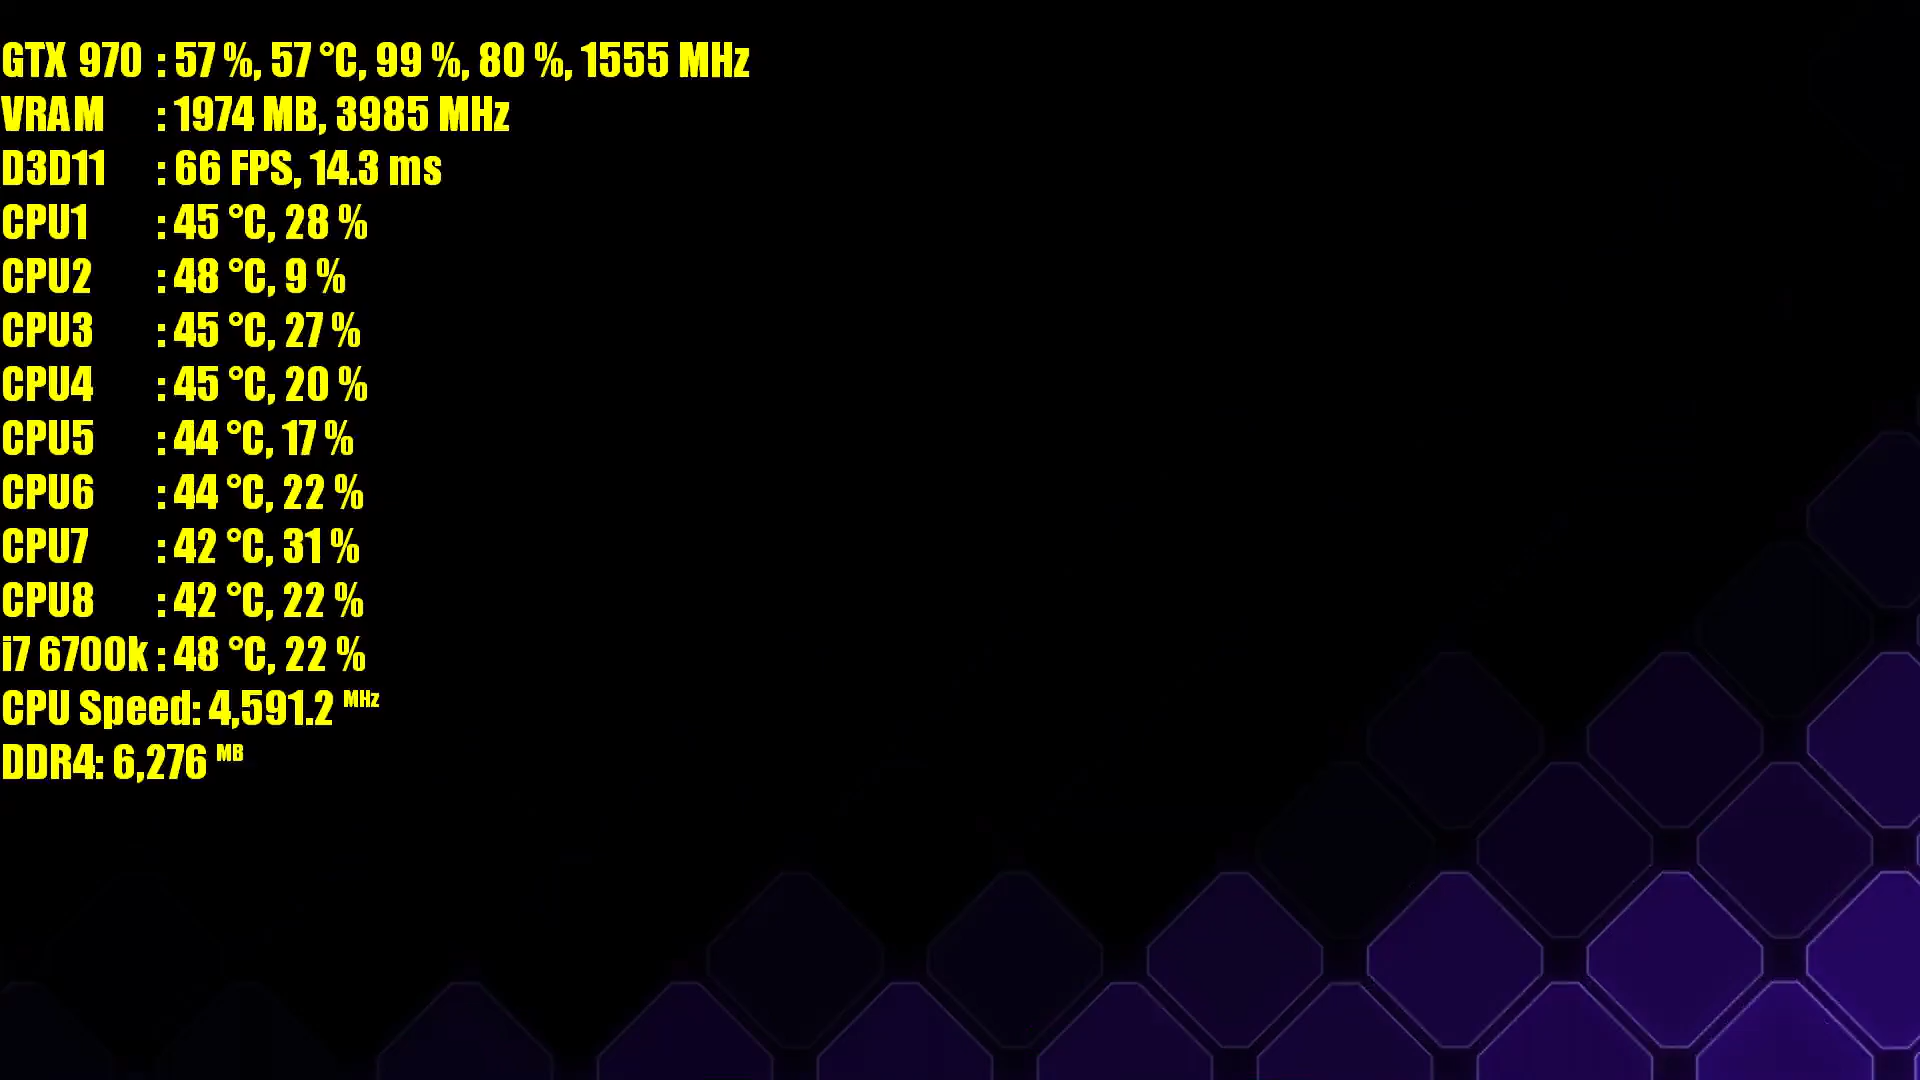 GTX 970 : 57 %, 57 °C, 99 %, 80 %, 1555 MHz
VRAM : 1974 MB, 3985 MHz
D3D11 : 66 FPS, 14.3 ms
CPU1 : 45 °C, 28 %
CPU2 : 48 °C, 9 %
CPU3 : 45 °C, 27 %
CPU4 : 45 °C, 20 %
CPU5 : 44 °C, 17 %
CPU6 : 44 °C, 22 %
CPU7 : 42 °C, 31 %
CPU8 : 42 °C, 22 %
i7 6700k : 48 °C, 22 %
CPU Speed: 4,591.2 MHz
DDR4: 6,276 MB